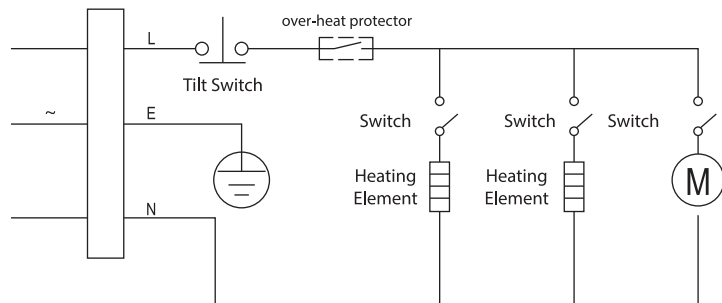 L
over-heat protector
Tilt Switch
~
E
Switch
Switch
Switch
Heating
Element
Heating
Element
M
N